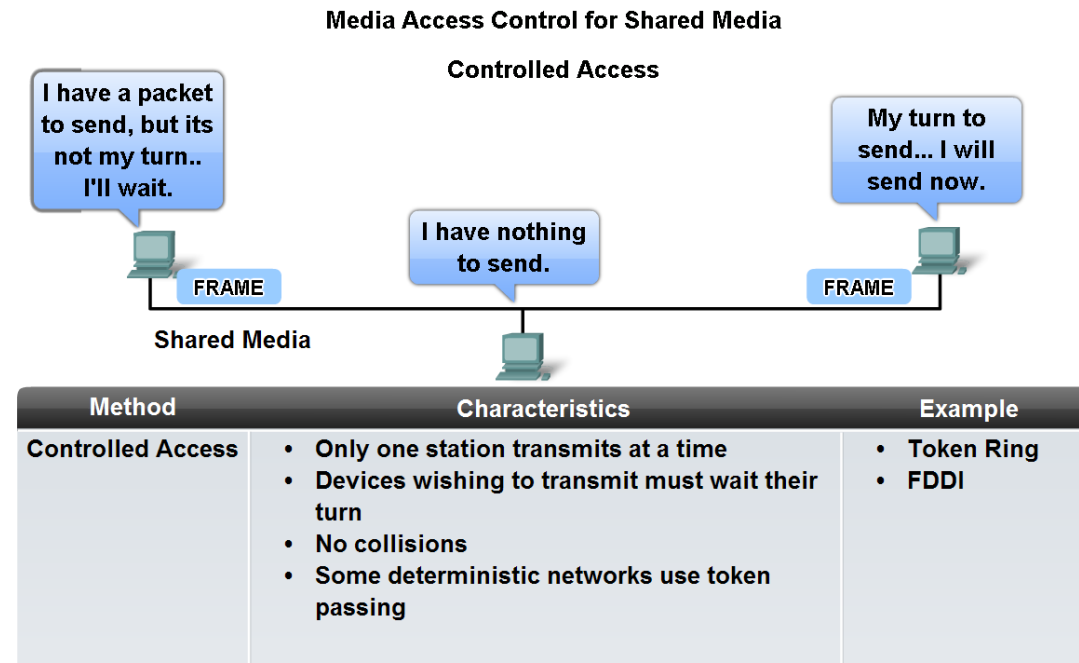 Media Access Control for Shared Media
Controlled Access
I have a packet
to send, but its
not my turn..
I'll wait.
My turn to
send... I will
send now.
I have nothing
to send.
FRAME
FRAME
Shared Media
Method
Characteristics
Example
Controlled Access
• Only one station transmits at a time
• Devices wishing to transmit must wait their
turn
• No collisions
• Some deterministic networks use token
passing
• Token Ring
• FDDI